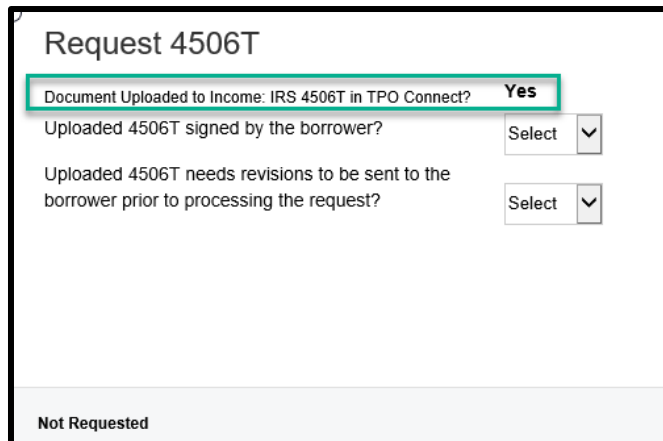 Request 4506T
Document Uploaded to Income: IRS 4506T in TPO Connect? Yes
Uploaded 4506T signed by the borrower? Select
Uploaded 4506T needs revisions to be sent to the
borrower prior to processing the request? Select
Not Requested